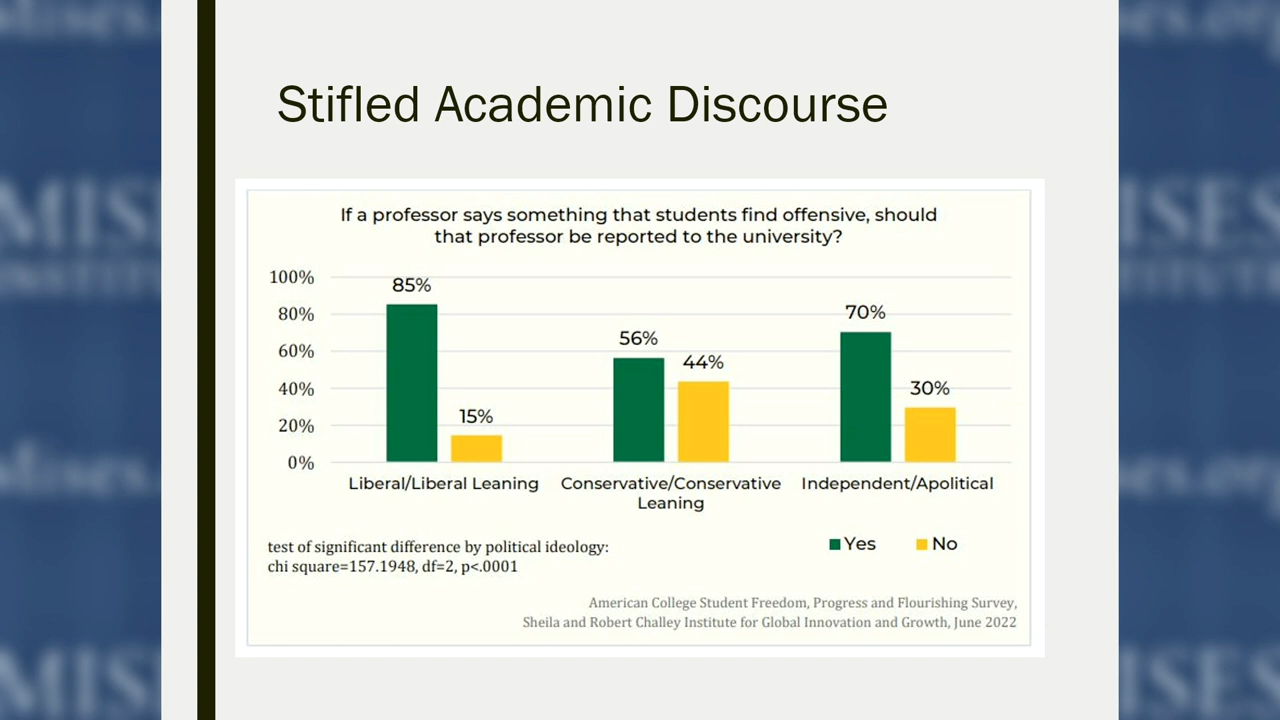 Stifled Academic Discourse
If a professor says something that students find offensive, should
that professor be reported to the university?
100%
80%
60%
40%
20%
0%
85%
15%
56%
44%
70%
30%
Liberal/Liberal Leaning
Conservative/Conservative
Leaning
Independent/Apolitical
Yes
No
test of significant difference by political ideology:
chi square=157.1948, df=2, p<.0001
American College Student Freedom, Progress and Flourishing Survey,
Sheila and Robert Challey Institute for Global Innovation and Growth, June 2022